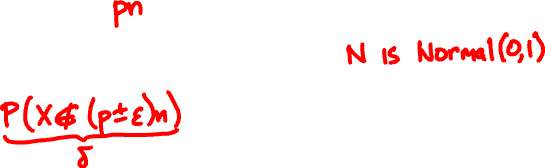 pn
N is Normal(0,1)
P(X∉(p±ε)n)
δ